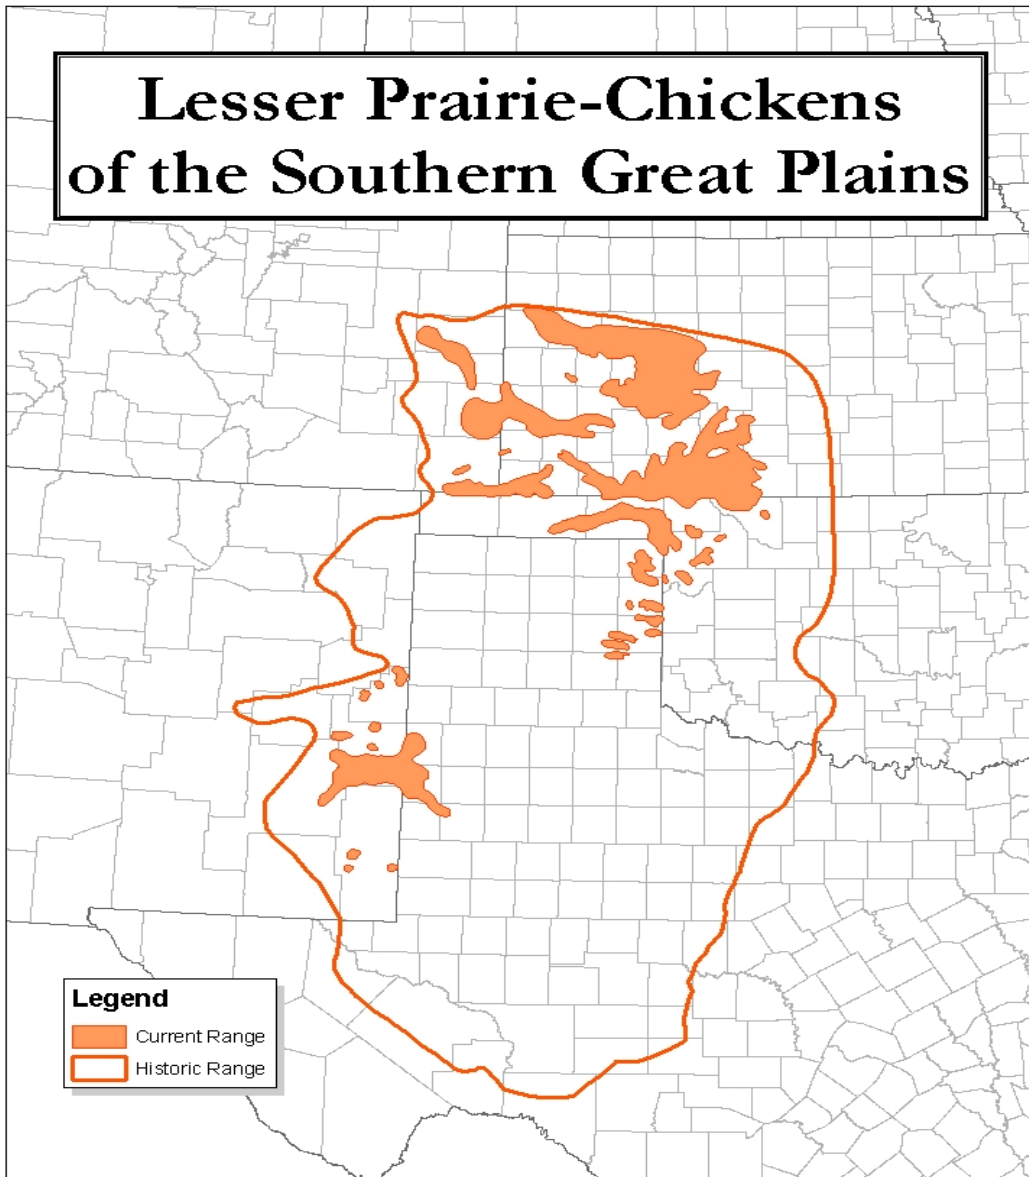 Lesser Prairie-Chickens
of the Southern Great Plains
Legend
Current Range
Historic Range